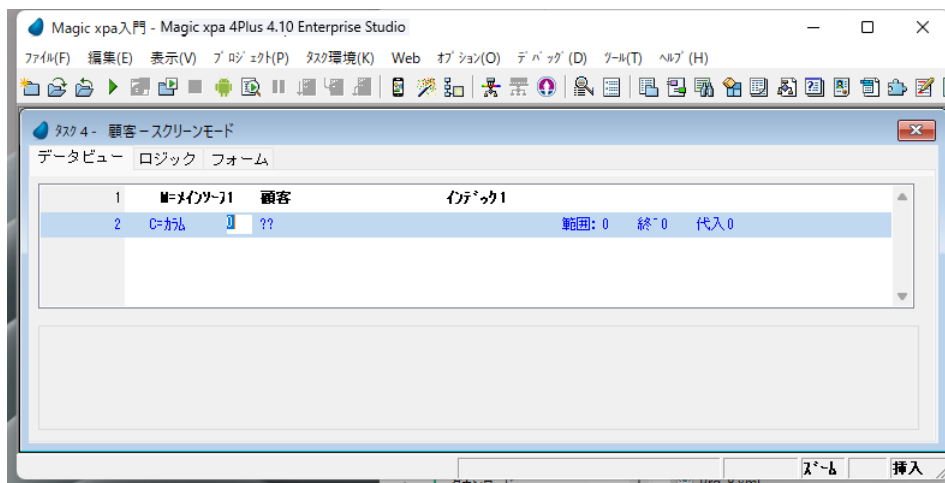 Magic xpa入門 - Magic xpa 4Plus 4.10 Enterprise Studio
ﾌｧｲﾙ(F) 編集(E) 表示(V) ﾌﾟﾛｼﾞｪｸﾄ(P) ﾀｽｸ環境(K) Web ｵﾌﾟｼｮﾝ(O) ﾃﾞﾊﾞｯｸﾞ(D) ﾂｰﾙ(T) ﾍﾙﾌﾟ(H)
ﾀｽｸ 4 - 顧客－スクリーンモード
データビュー ロジック フォーム
1 M=ﾒｲﾝｿｰｽ1 顧客 ｲﾝﾃﾞｯｸ1
2 C=ｶﾗﾑ 0 ?? 範囲: 0 終ﾞ0 代入0
ｽﾞｰﾑ 挿入